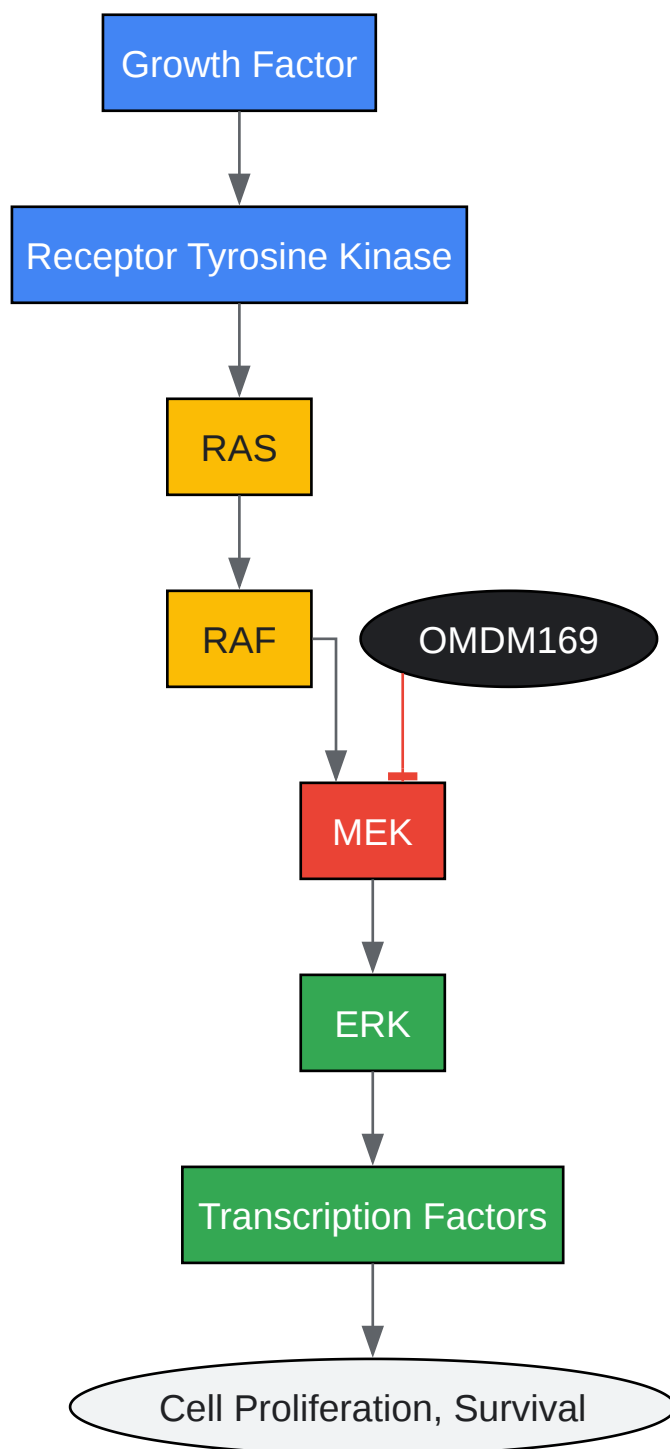 Growth Factor
Receptor Tyrosine Kinase
RAS
RAF
OMDM169
MEK
ERK
Transcription Factors
Cell Proliferation, Survival